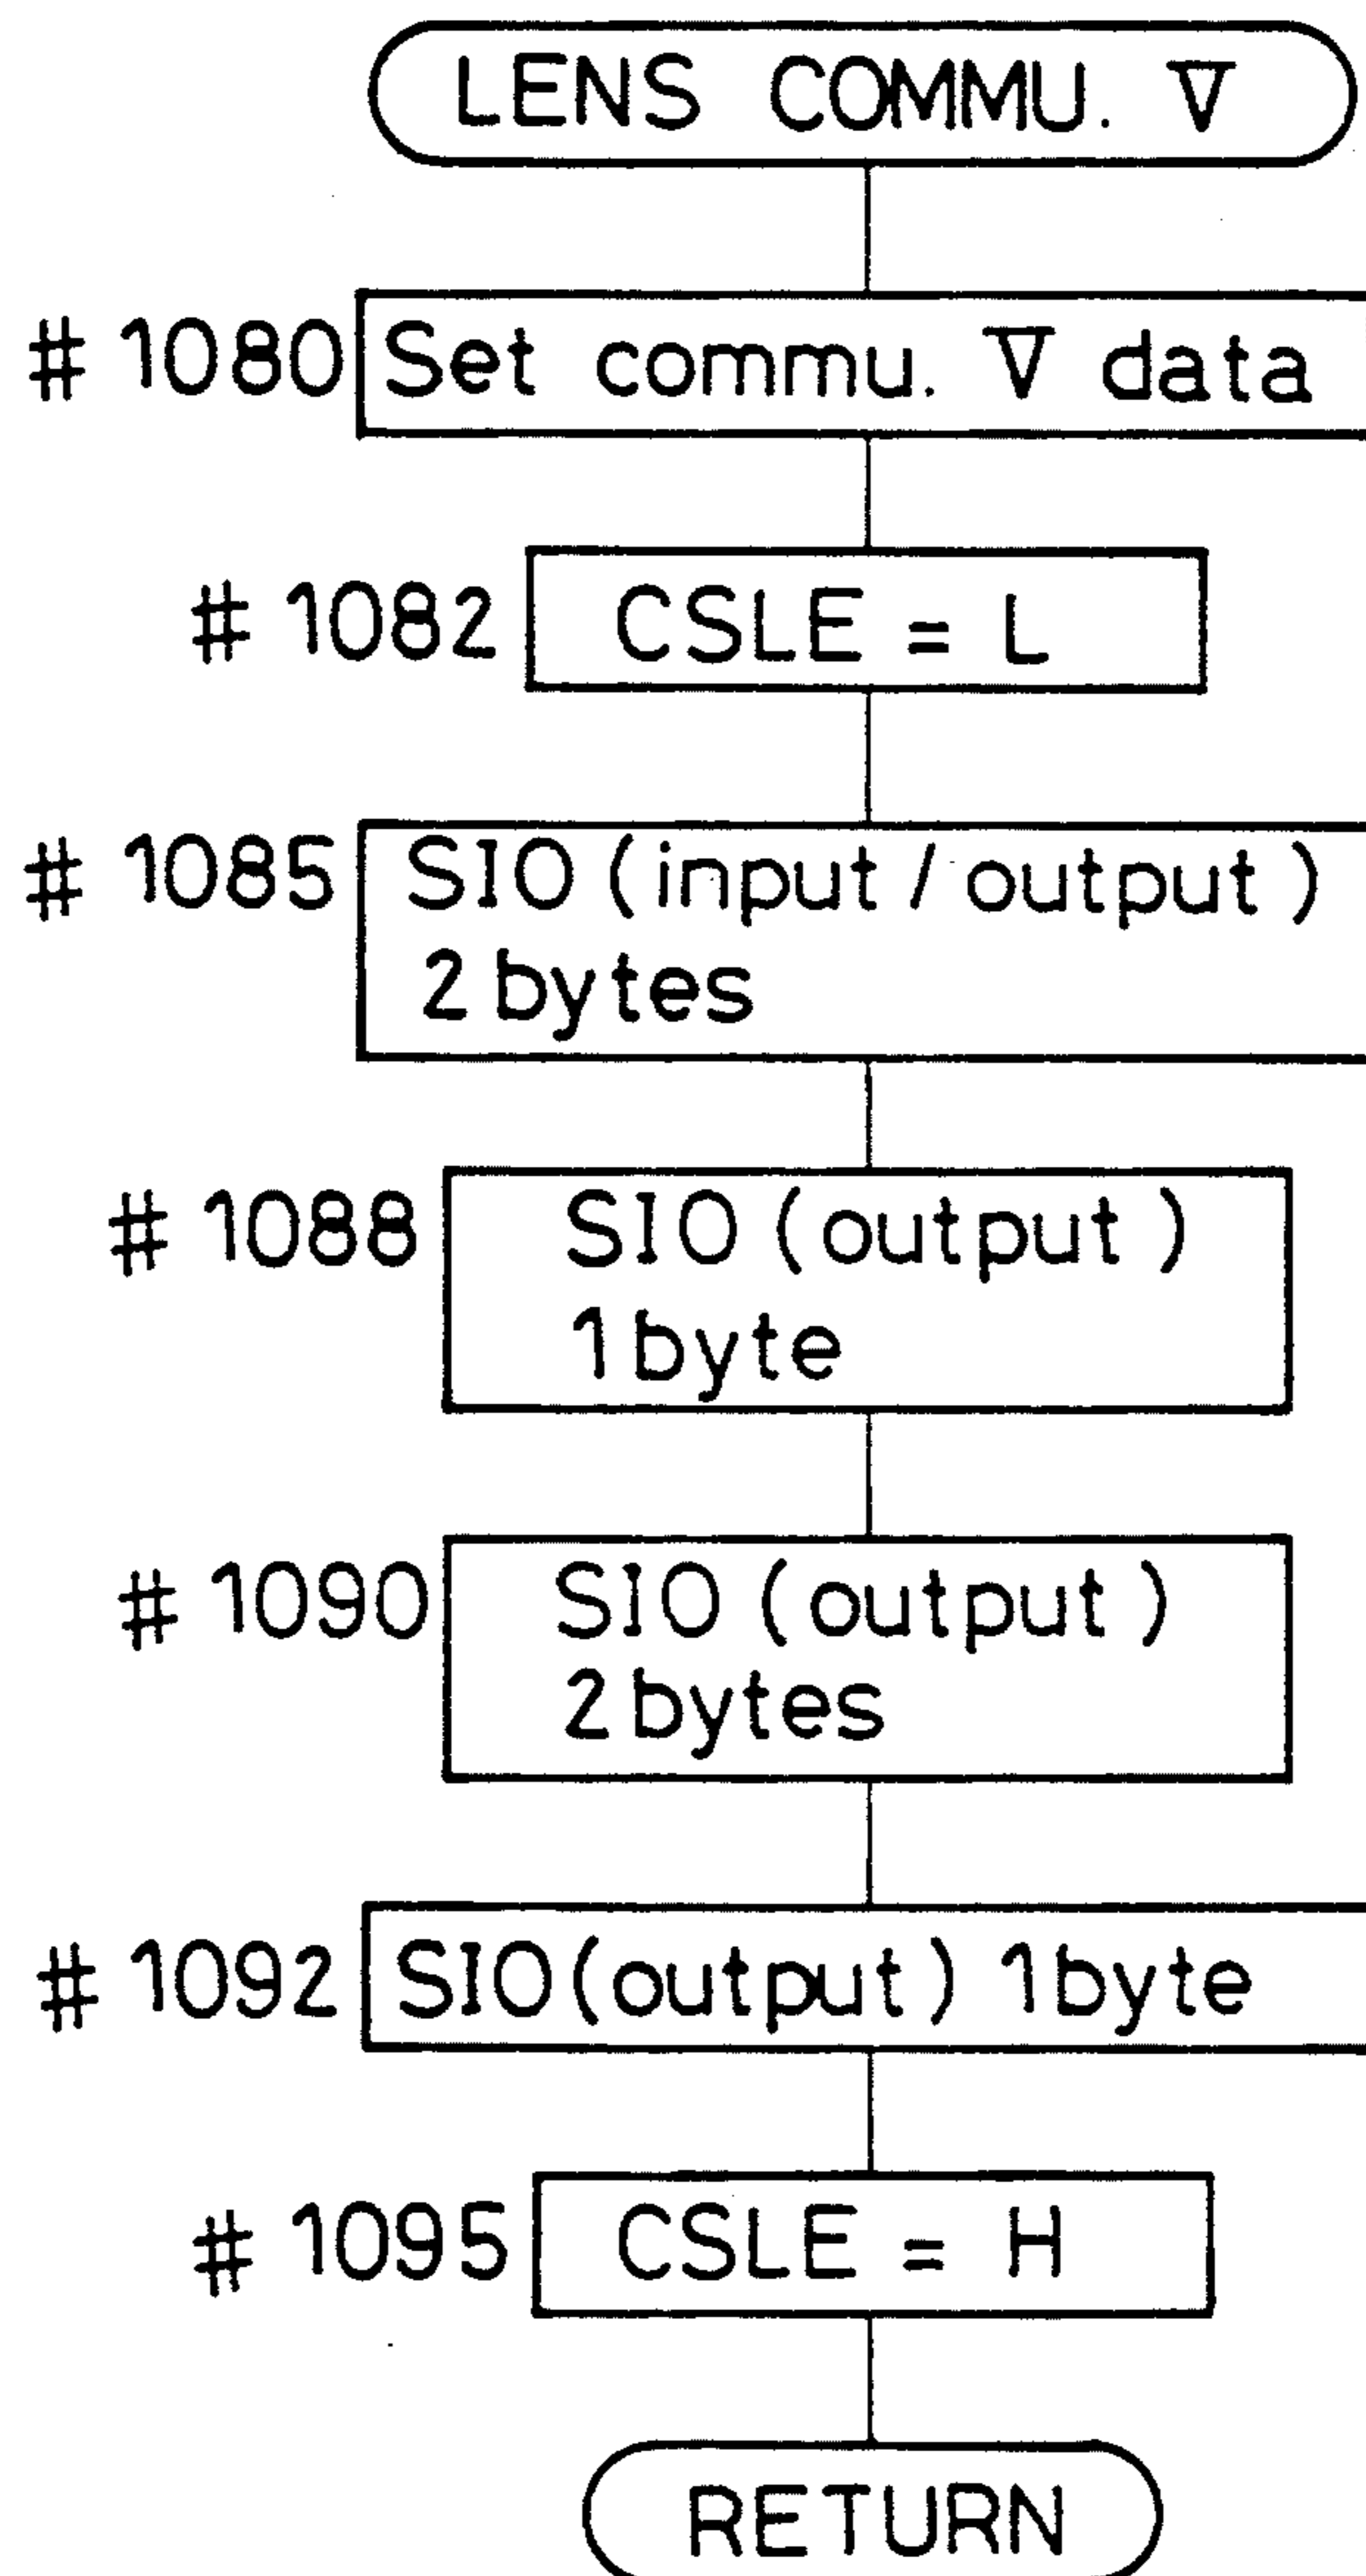 LENS COMMU. V
# 1080 Set commu. V data
# 1082 CSLE = L
# 1085 SIO (input / output)
2 bytes
# 1088 SIO (output)
1 byte
# 1090 SIO (output)
2 bytes
# 1092 SIO (output) 1 byte
# 1095 CSLE = H
RETURN